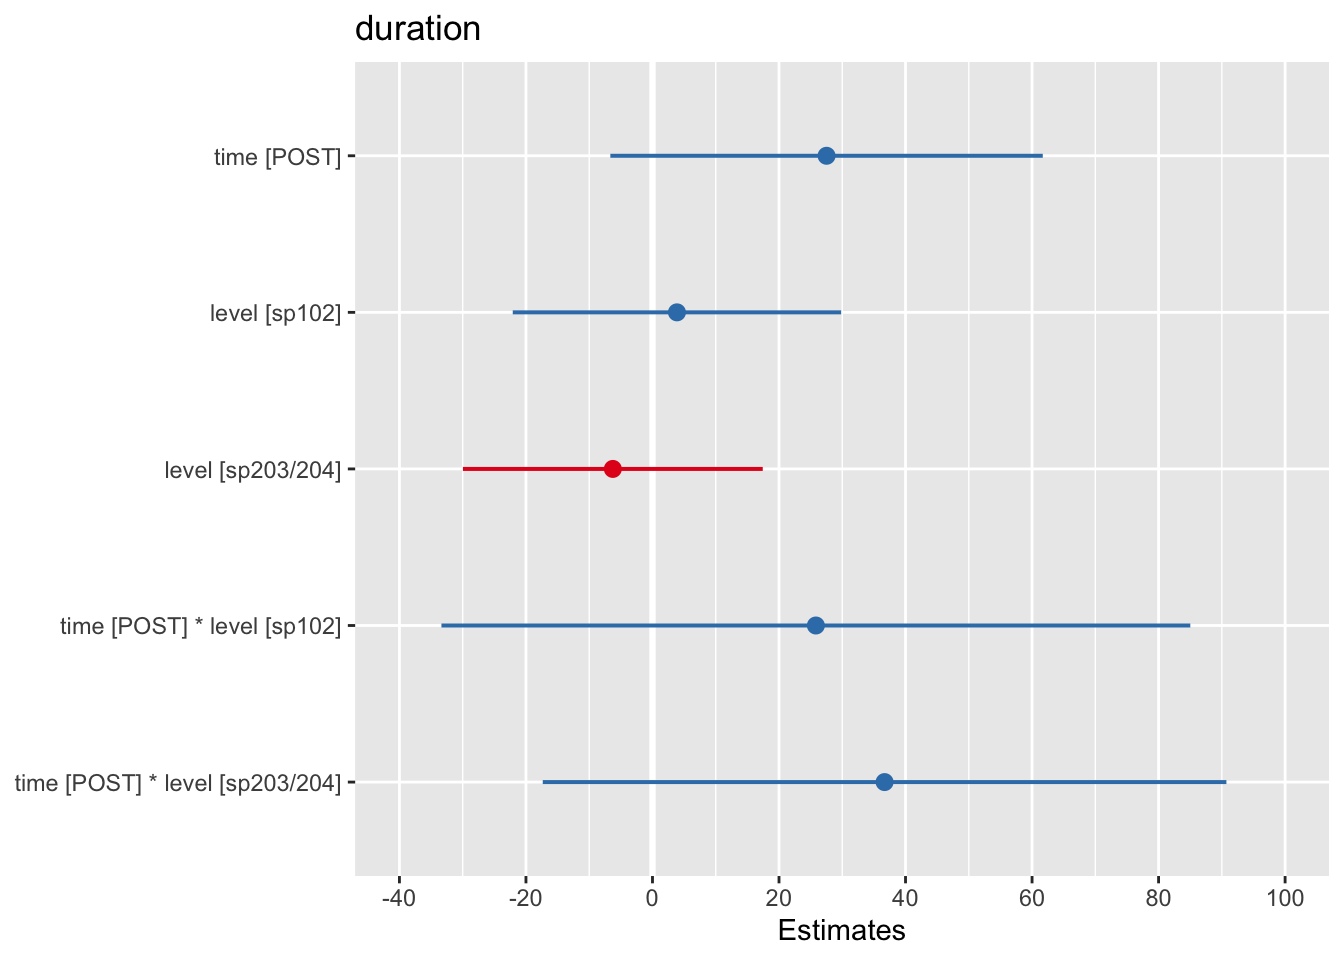 duration
time [POST]
level [sp102]
level [sp203/204]
time [POST] * level [sp102]
time [POST] * level [sp203/204]
-40 -20 0 20 40 60 80 100
Estimates